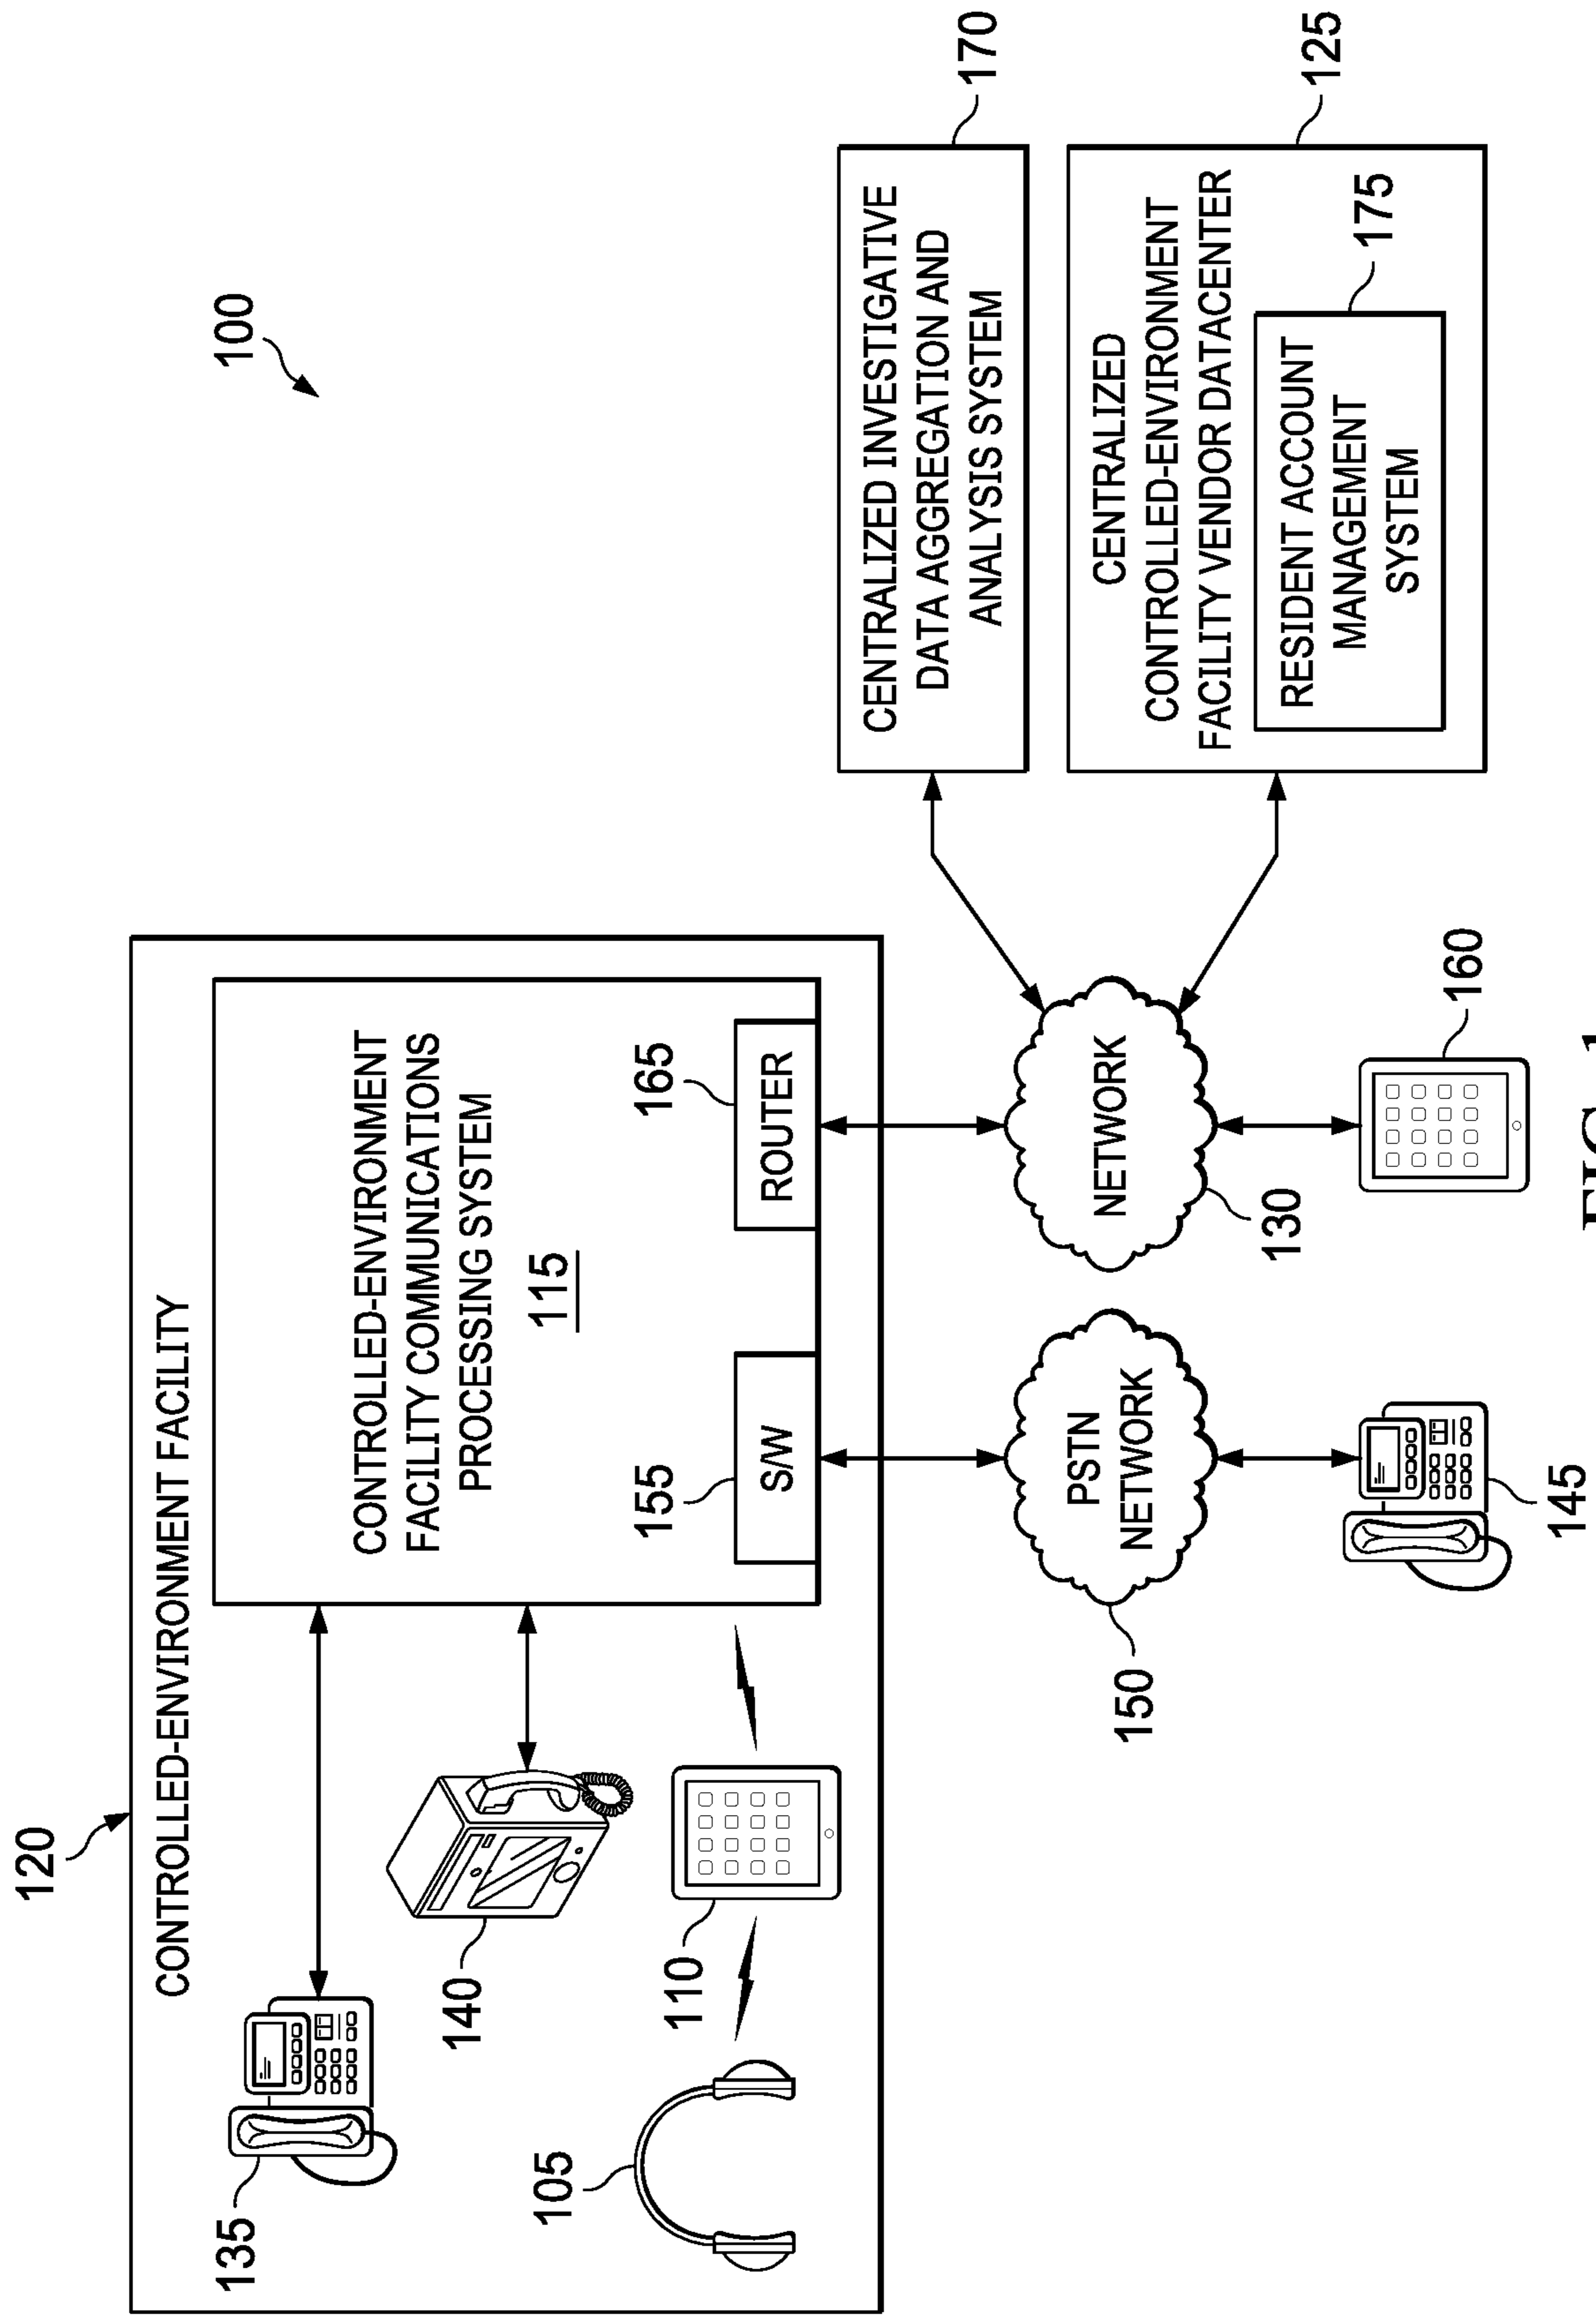 100
120
CONTROLLED-ENVIRONMENT FACILITY
135
140
105
110
CONTROLLED-ENVIRONMENT
FACILITY COMMUNICATIONS
PROCESSING SYSTEM
115
155
S/W
165
ROUTER
PSTN
NETWORK
150
NETWORK
130
145
160
CENTRALIZED INVESTIGATIVE
DATA AGGREGATION AND
ANALYSIS SYSTEM
170
CENTRALIZED
CONTROLLED-ENVIRONMENT
FACILITY VENDOR DATACENTER
125
RESIDENT ACCOUNT
MANAGEMENT
SYSTEM
175